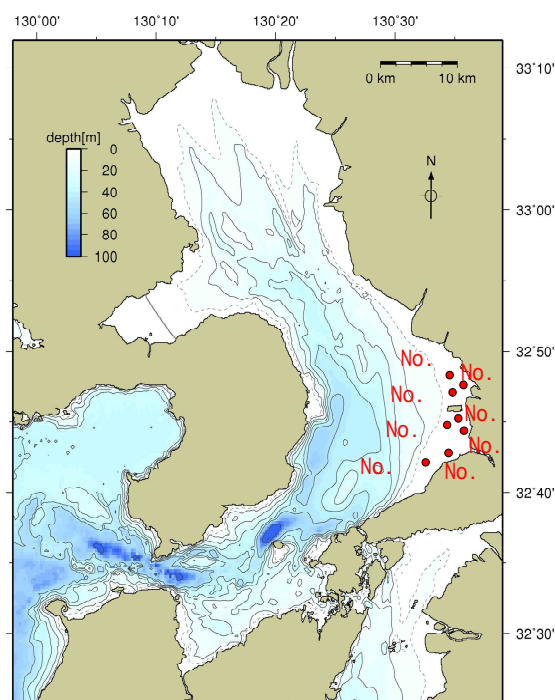 130°00' 130°10' 130°20' 130°30'
33°10'
0 km 10 km
depth[m]
0
20
40
60
80
100
N
33°00'
32°50'
No. No.
No.
No.
No.
No.
No. No.
32°40'
32°30'